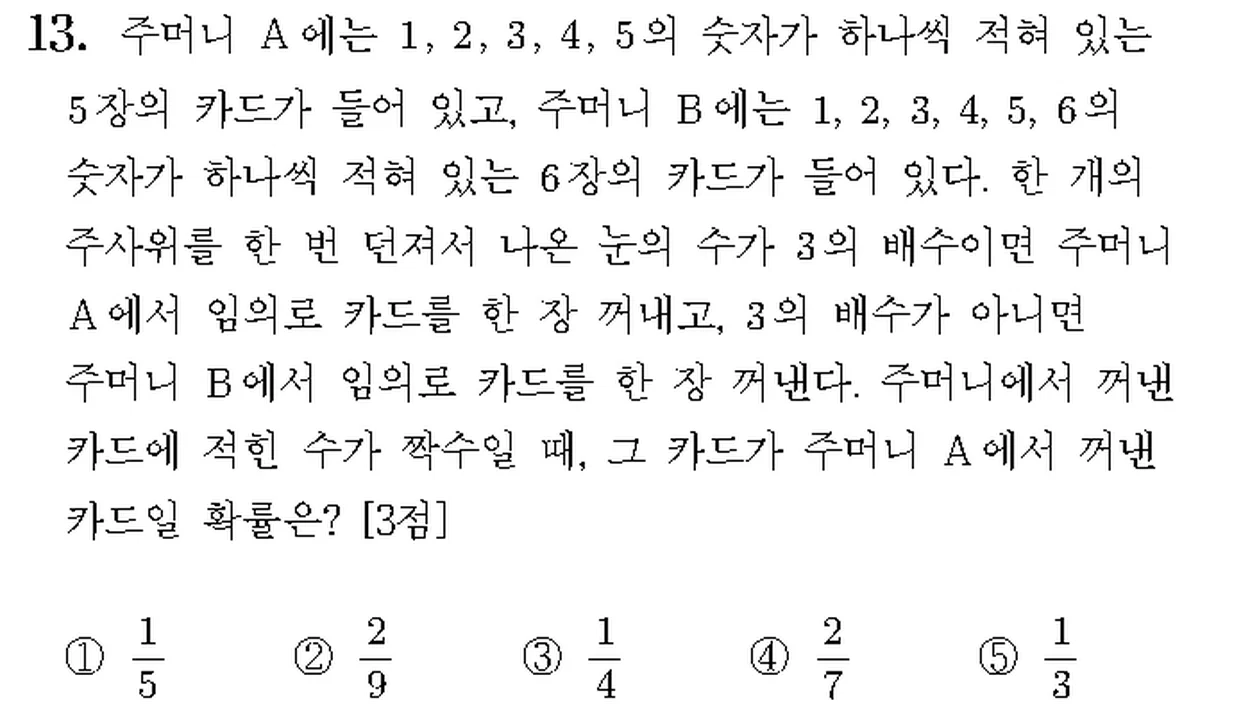 13. 주머니 A에는 1, 2, 3, 4, 5의 숫자가 하나씩 적혀 있는
5장의 카드가 들어 있고, 주머니 B에는 1, 2, 3, 4, 5, 6의
숫자가 하나씩 적혀 있는 6장의 카드가 들어 있다. 한 개의
주사위를 한 번 던져서 나온 눈의 수가 3의 배수이면 주머니
A에서 임의로 카드를 한 장 꺼내고, 3의 배수가 아니면
주머니 B에서 임의로 카드를 한 장 꺼낸다. 주머니에서 꺼낸
카드에 적힌 수가 짝수일 때, 그 카드가 주머니 A에서 꺼낸
카드일 확률은? [3점]
① 1/5 ② 2/9 ③ 1/4 ④ 2/7 ⑤ 1/3